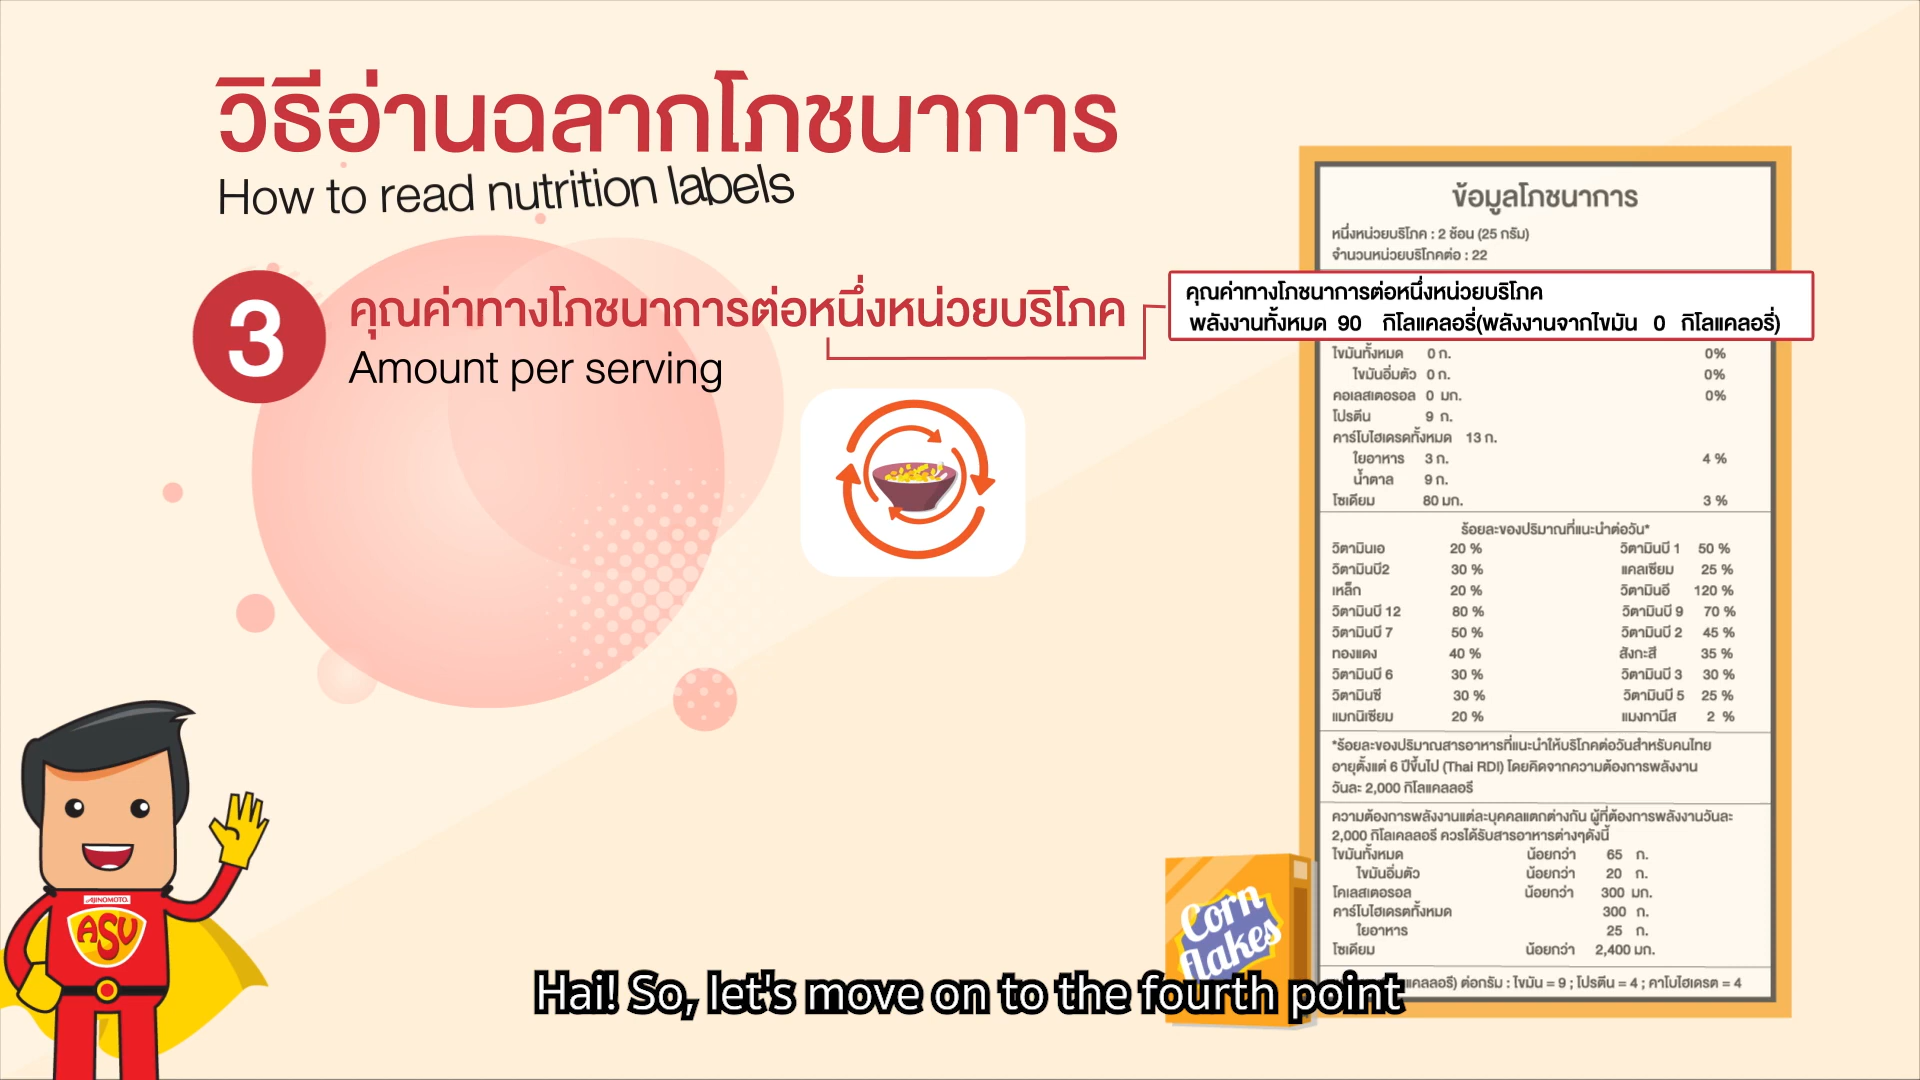 วิธีอ่านฉลากโภชนาการ
How to read nutrition labels
3
คุณค่าทางโภชนาการต่อหนึ่งหน่วยบริโภค
Amount per serving
ข้อมูลโภชนาการ
หนึ่งหน่วยบริโภค : 2 ช้อน (25 กรัม)
จำนวนหน่วยบริโภคต่อ : 22
คุณค่าทางโภชนาการต่อหนึ่งหน่วยบริโภค
พลังงานทั้งหมด 90 กิโลแคลอรี่(พลังงานจากไขมัน 0 กิโลแคลอรี่)
ไขมันทั้งหมด 0 ก. 0%
ไขมันอิ่มตัว 0 ก. 0%
คอเลสเตอรอล 0 มก. 0%
โปรตีน 9 ก.
คาร์โบไฮเดรตทั้งหมด 13 ก.
ใยอาหาร 3 ก. 4 %
น้ำตาล 9 ก.
โซเดียม 80 มก. 3 %
ร้อยละของปริมาณที่แนะนำต่อวัน*
วิตามินเอ 20 % วิตามินบี 1 50 %
วิตามินบี2 30 % แคลเซียม 25 %
เหล็ก 20 % วิตามินอี 120 %
วิตามินบี 12 80 % วิตามินบี 9 70 %
วิตามินบี 7 50 % วิตามินบี 2 45 %
ทองแดง 40 % สังกะสี 35 %
วิตามินบี 6 30 % วิตามินบี 3 30 %
วิตามินซี 30 % วิตามินบี 5 25 %
แมกนิเซียม 20 % แมงกานีส 2 %
*ร้อยละของปริมาณสารอาหารที่แนะนำให้บริโภคต่อวันสำหรับคนไทย
อายุตั้งแต่ 6 ปีขึ้นไป (Thai RDI) โดยคิดจากความต้องการพลังงาน
วันละ 2,000 กิโลแคลลอรี
ความต้องการพลังงานแต่ละบุคคลแตกต่างกัน ผู้ที่ต้องการพลังงานวันละ
2,000 กิโลเคลลอรี ควรได้รับสารอาหารต่างๆดังนี้
ไขมันทั้งหมด น้อยกว่า 65 ก.
ไขมันอิ่มตัว น้อยกว่า 20 ก.
โคเลสเตอรอล น้อยกว่า 300 มก.
คาร์โบไฮเดรตทั้งหมด 300 ก.
ใยอาหาร 25 ก.
โซเดียม น้อยกว่า 2,400 มก.
แคลลอรี) ต่อกรัม : ไขมัน = 9 ; โปรตีน = 4 ; คาโบไฮเดรต = 4
Corn
flakes
AJINOMOTO
ASV
Hai! So, let's move on to the fourth point